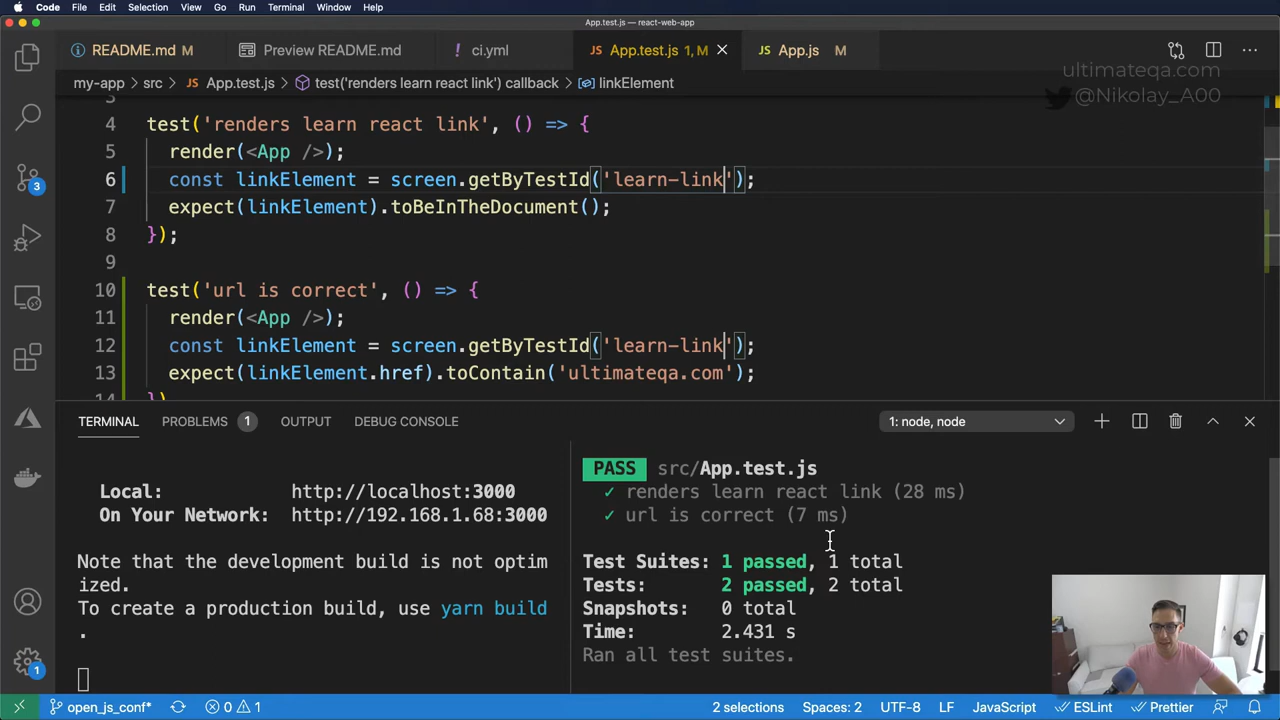 Code File Edit Selection View Go Run Terminal Window Help
App.test.js — react-web-app
README.md M Preview README.md ! ci.yml JS App.test.js 1, M JS App.js M
my-app > src > JS App.test.js > test('renders learn react link') callback > linkElement
ultimateqa.com
@Nikolay_A00
3
4 test('renders learn react link', () => {
5 render(<App />);
6 const linkElement = screen.getByTestId('learn-link');
7 expect(linkElement).toBeInTheDocument();
8 });
9
10 test('url is correct', () => {
11 render(<App />);
12 const linkElement = screen.getByTestId('learn-link');
13 expect(linkElement.href).toContain('ultimateqa.com');
14 })
3
1
TERMINAL PROBLEMS 1 OUTPUT DEBUG CONSOLE 1: node, node
Local: http://localhost:3000
On Your Network: http://192.168.1.68:3000
Note that the development build is not optim
ized.
To create a production build, use yarn build
.
PASS src/App.test.js
✓ renders learn react link (28 ms)
✓ url is correct (7 ms)
Test Suites: 1 passed, 1 total
Tests: 2 passed, 2 total
Snapshots: 0 total
Time: 2.431 s
Ran all test suites.
open_js_conf* 0 1 2 selections Spaces: 2 UTF-8 LF JavaScript ESLint Prettier